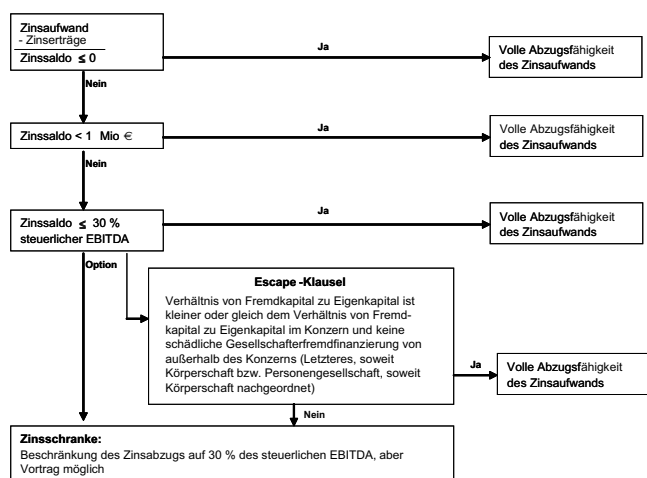 Zinsaufwand
- Zinserträge
Zinssaldo ≤ 0
Ja
Volle Abzugsfähigkeit
des Zinsaufwands
Nein
Zinssaldo < 1 Mio €
Ja
Volle Abzugsfähigkeit
des Zinsaufwands
Nein
Zinssaldo ≤ 30 %
steuerlicher EBITDA
Ja
Volle Abzugsfähigkeit
des Zinsaufwands
Option
Escape -Klausel
Verhältnis von Fremdkapital zu Eigenkapital ist
kleiner oder gleich dem Verhältnis von Fremd-
kapital zu Eigenkapital im Konzern und keine
schädliche Gesellschafterfremdfinanzierung von
außerhalb des Konzerns (Letzteres, soweit
Körperschaft bzw. Personengesellschaft, soweit
Körperschaft nachgeordnet)
Ja
Volle Abzugsfähigkeit
des Zinsaufwands
Nein
Zinsschranke:
Beschränkung des Zinsabzugs auf 30 % des steuerlichen EBITDA, aber
Vortrag möglich